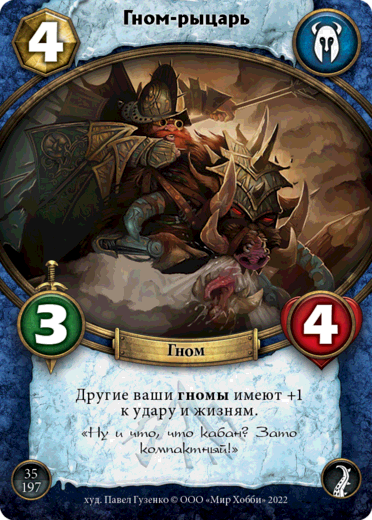 Гном-рыцарь
4
3
4
Гном
Другие ваши гномы имеют +1
к удару и жизням.
«Ну и что, что кабан? Зато
компактный!»
35
197
худ. Павел Гузенко © ООО «Мир Хобби» 2022